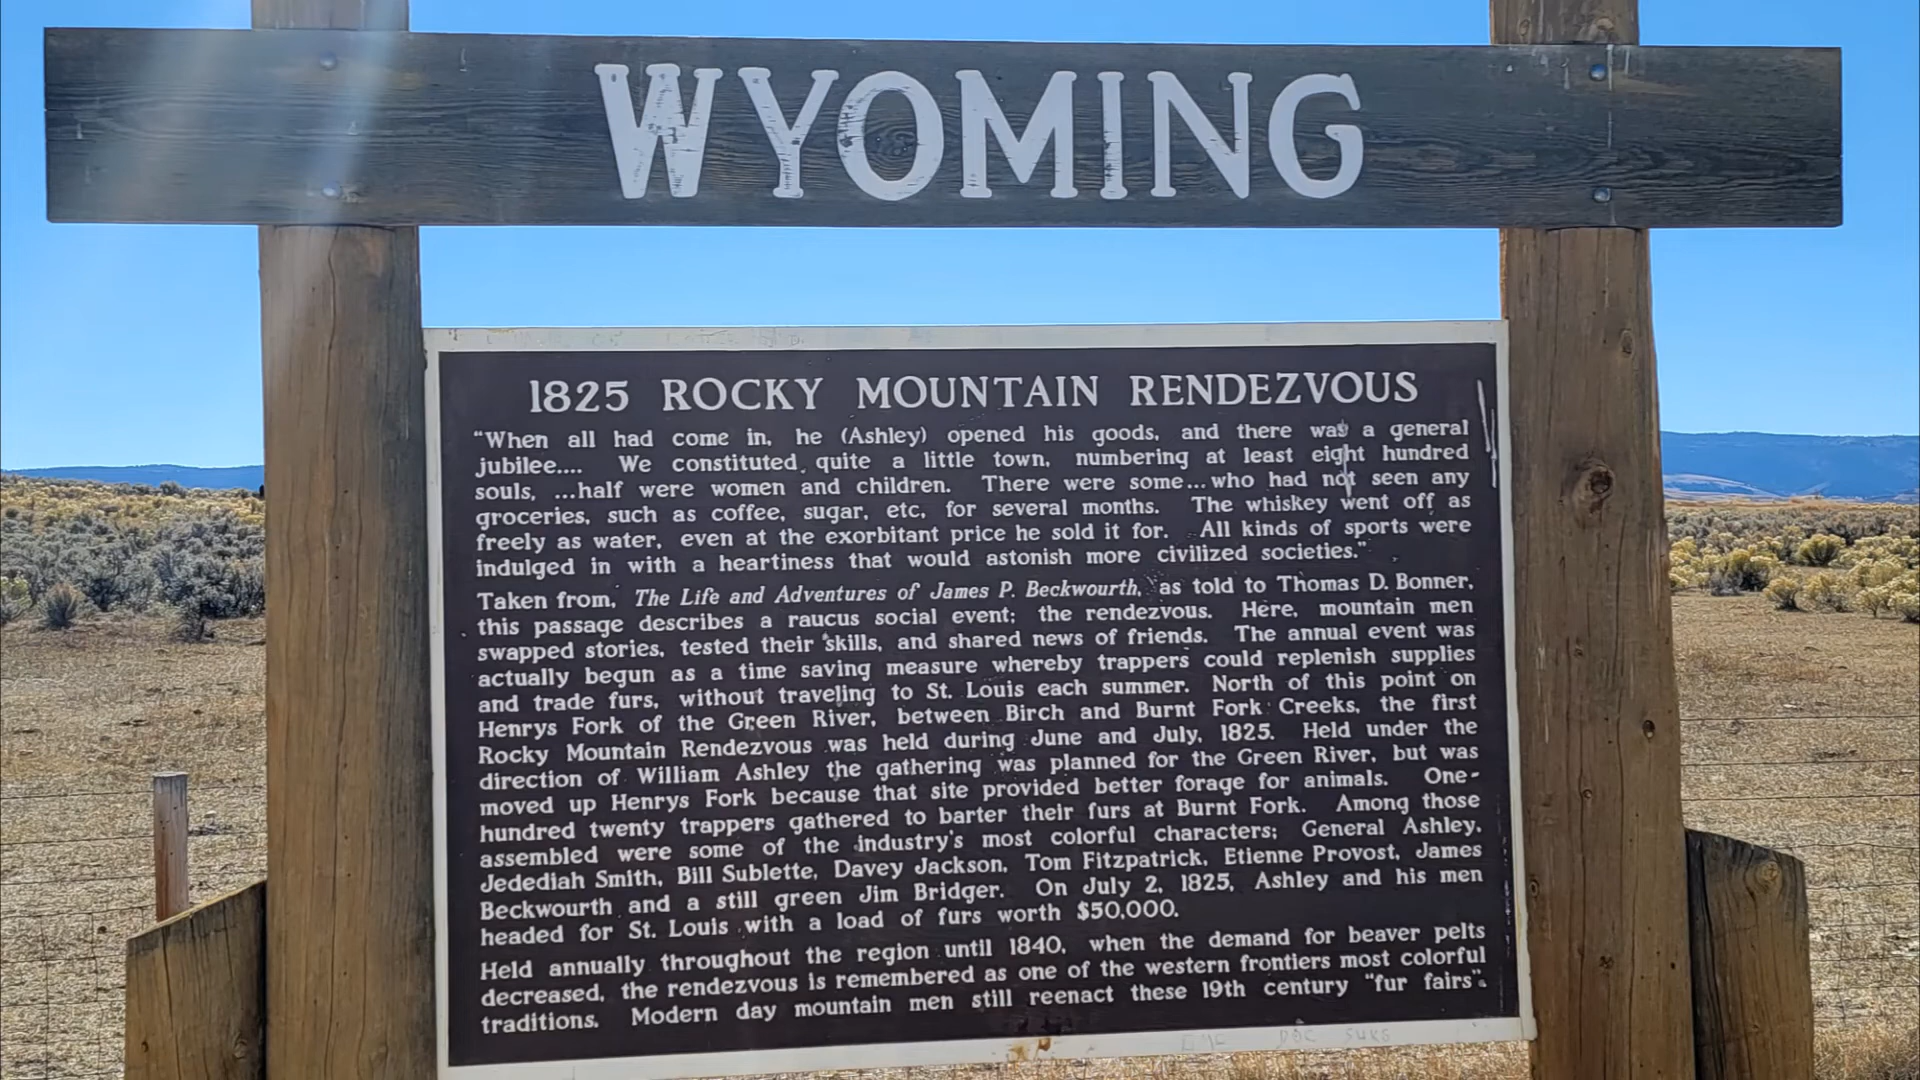 WYOMING
1825 ROCKY MOUNTAIN RENDEZVOUS
“When all had come in, he (Ashley) opened his goods, and there was a general
jubilee.... We constituted quite a little town, numbering at least eight hundred
souls, ...half were women and children. There were some...who had not seen any
groceries, such as coffee, sugar, etc, for several months. The whiskey went off as
freely as water, even at the exorbitant price he sold it for. All kinds of sports were
indulged in with a heartiness that would astonish more civilized societies.”
Taken from, The Life and Adventures of James P. Beckwourth, as told to Thomas D. Bonner,
this passage describes a raucus social event; the rendezvous. Here, mountain men
swapped stories, tested their skills, and shared news of friends. The annual event was
actually begun as a time saving measure whereby trappers could replenish supplies
and trade furs, without traveling to St. Louis each summer. North of this point on
Henrys Fork of the Green River, between Birch and Burnt Fork Creeks, the first
Rocky Mountain Rendezvous was held during June and July, 1825. Held under the
direction of William Ashley the gathering was planned for the Green River, but was
moved up Henrys Fork because that site provided better forage for animals. One-
hundred twenty trappers gathered to barter their furs at Burnt Fork. Among those
assembled were some of the industry's most colorful characters; General Ashley,
Jedediah Smith, Bill Sublette, Davey Jackson, Tom Fitzpatrick, Etienne Provost, James
Beckwourth and a still green Jim Bridger. On July 2, 1825, Ashley and his men
headed for St. Louis with a load of furs worth $50,000.
Held annually throughout the region until 1840, when the demand for beaver pelts
decreased, the rendezvous is remembered as one of the western frontiers most colorful
traditions. Modern day mountain men still reenact these 19th century “fur fairs”.